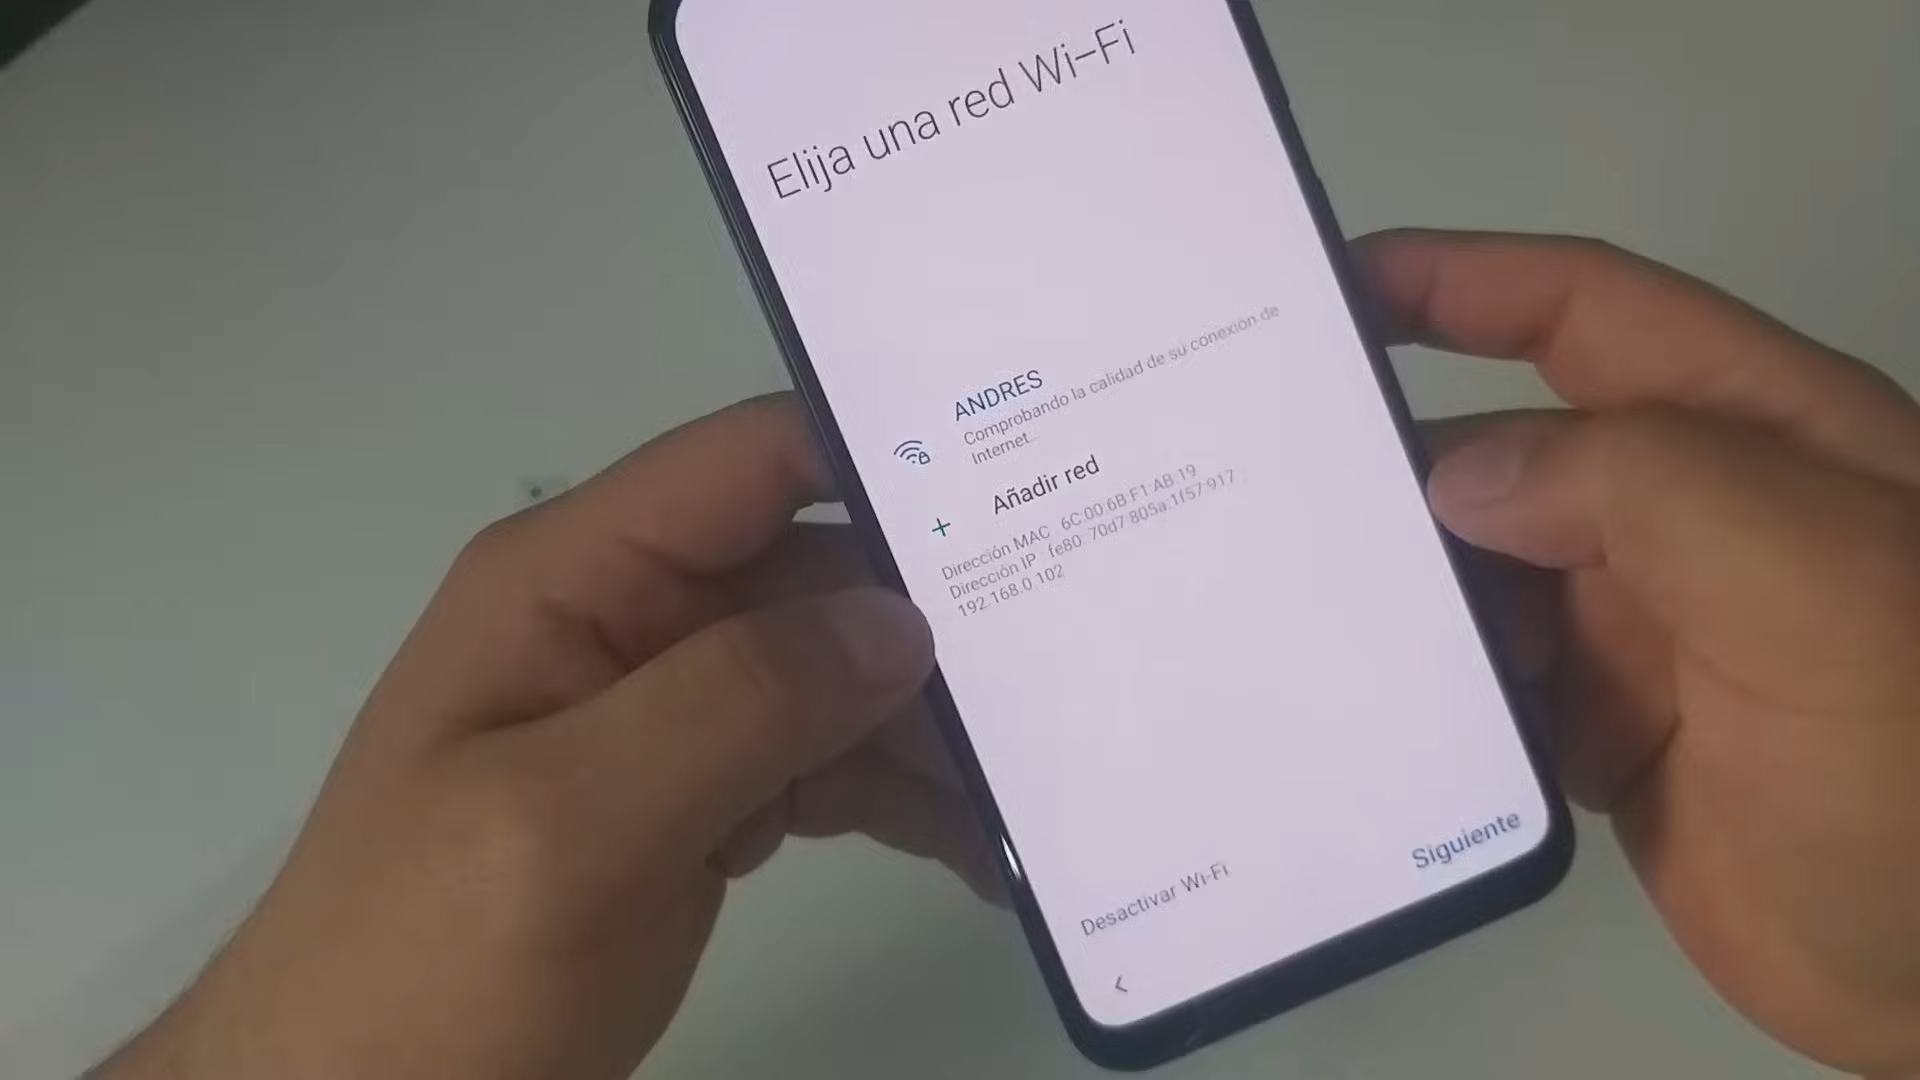 Elija una red Wi-Fi
ANDRES
Comprobando la calidad de su conexión de
Internet...
Añadir red
Dirección MAC : 6C:00:6B:F1:AB:19
Dirección IP : fe80::70d7:805a:1f57:917
192.168.0.102
Desactivar Wi-Fi
Siguiente